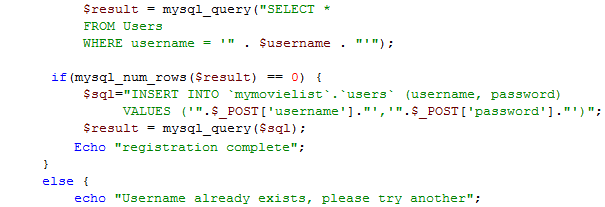 $result = mysql_query("SELECT *
FROM Users
WHERE username = '" . $username . "'");
if(mysql_num_rows($result) == 0) {
$sql="INSERT INTO `mymovielist`.`users` (username, password)
VALUES ('".$_POST['username']."','".$_POST['password']."')";
$result = mysql_query($sql);
Echo "registration complete";
}
else {
echo "Username already exists, please try another";